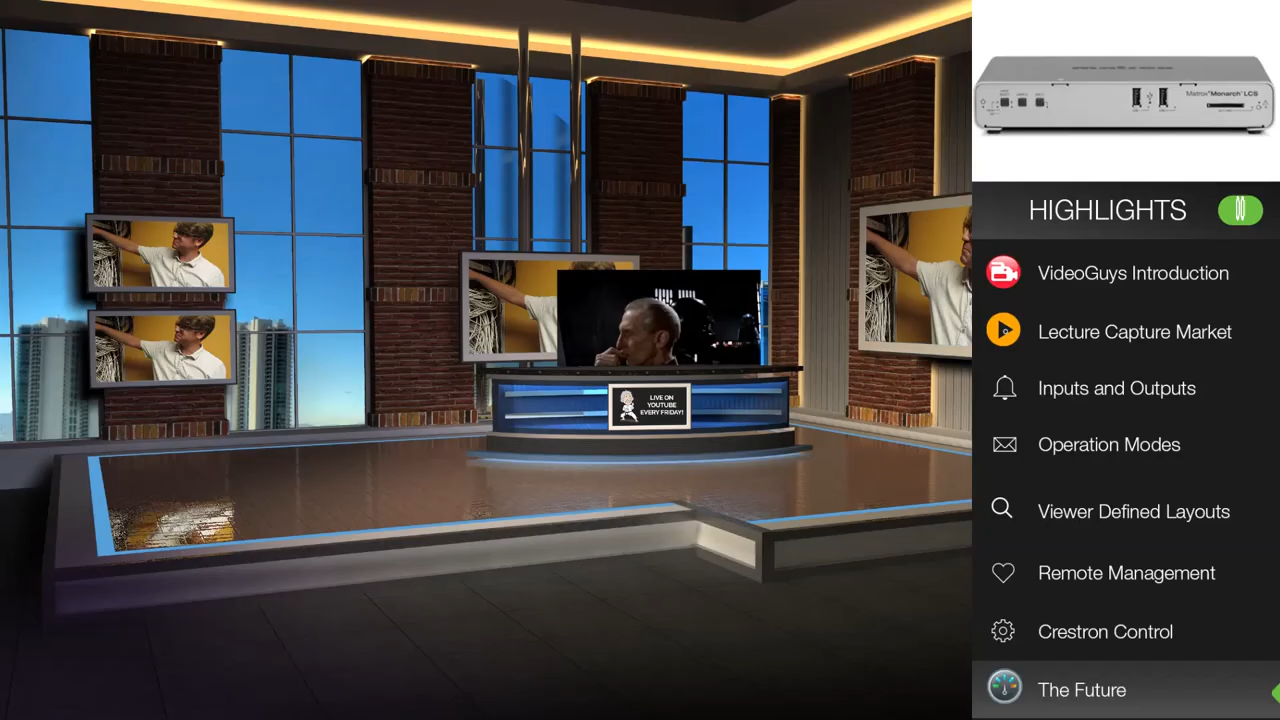 LIVE ON
YOUTUBE
EVERY FRIDAY!
Matrox Monarch LCS
HIGHLIGHTS
VideoGuys Introduction
Lecture Capture Market
Inputs and Outputs
Operation Modes
Viewer Defined Layouts
Remote Management
Crestron Control
The Future